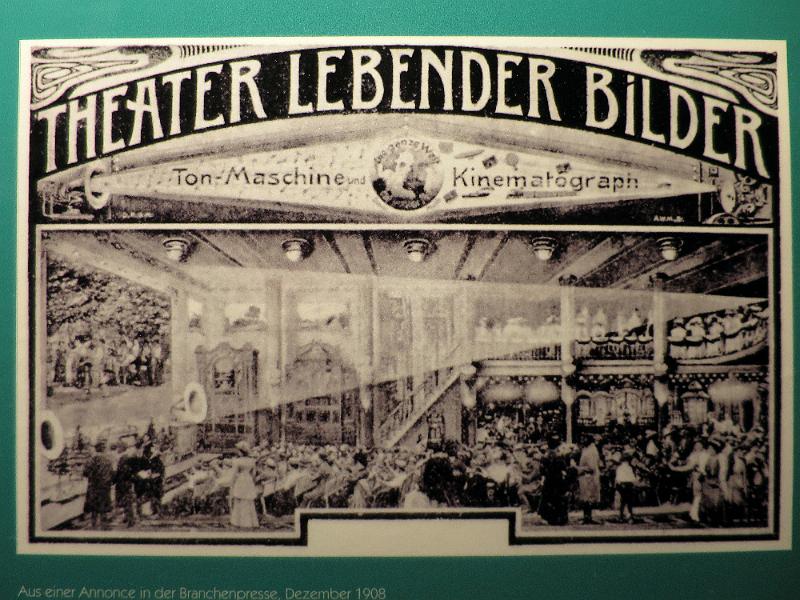 THEATER LEBENDER BILDER
Ton-Maschine und
Kinematograph
Aus einer Annonce in der Branchenpresse, Dezember 1908